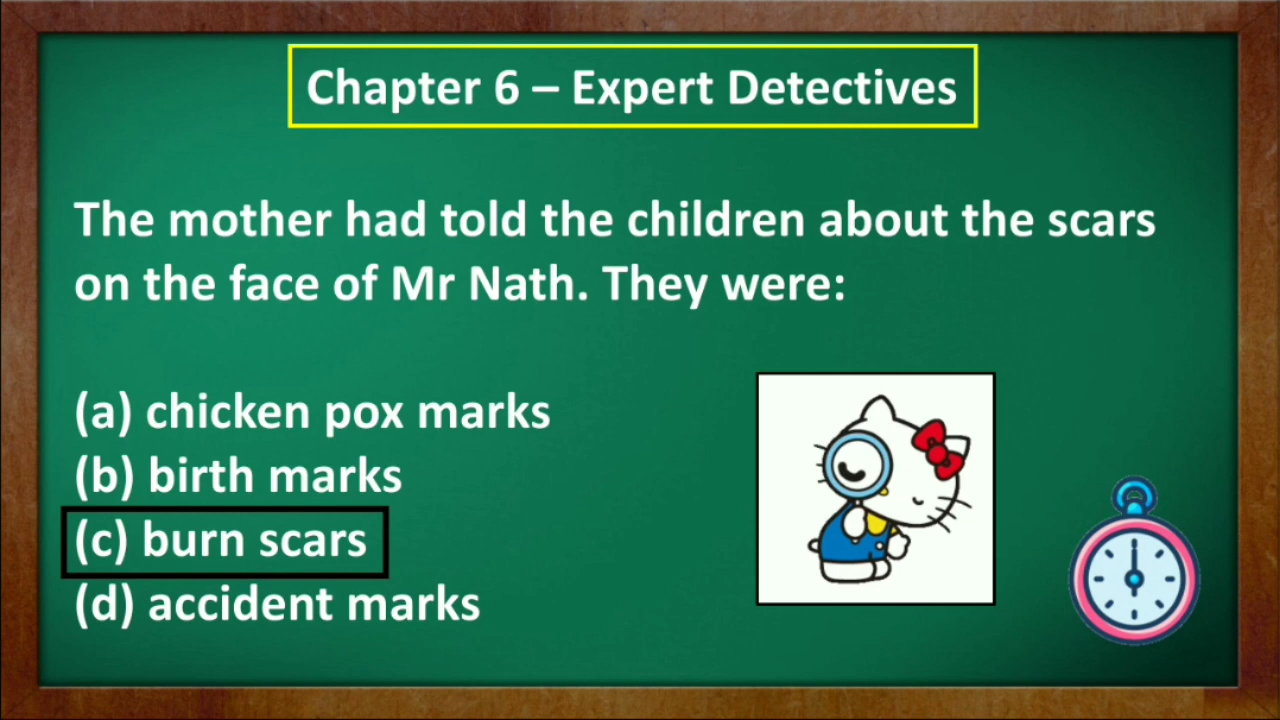 Chapter 6 – Expert Detectives
The mother had told the children about the scars
on the face of Mr Nath. They were:
(a) chicken pox marks
(b) birth marks
(c) burn scars
(d) accident marks